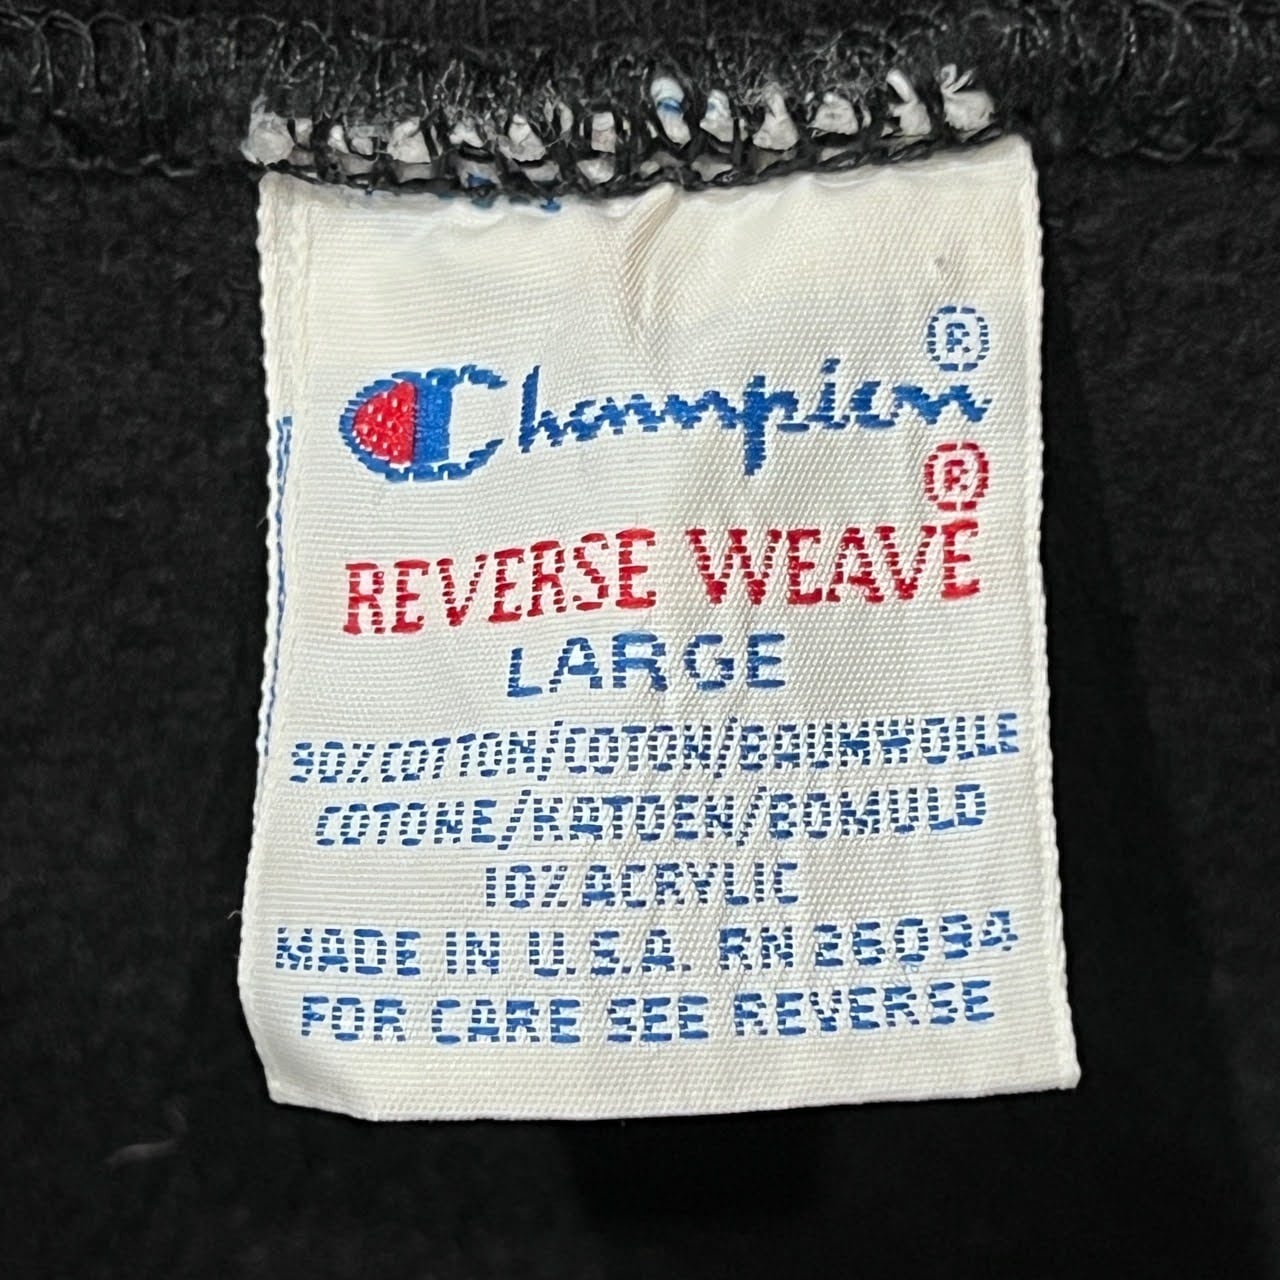 Champion®
®
REVERSE WEAVE
LARGE
90% COTTON/COTON/BAUMWOLLE
COTONE/KATOEN/BOMULD
10% ACRYLIC
MADE IN U.S.A. RN 26094
FOR CARE SEE REVERSE